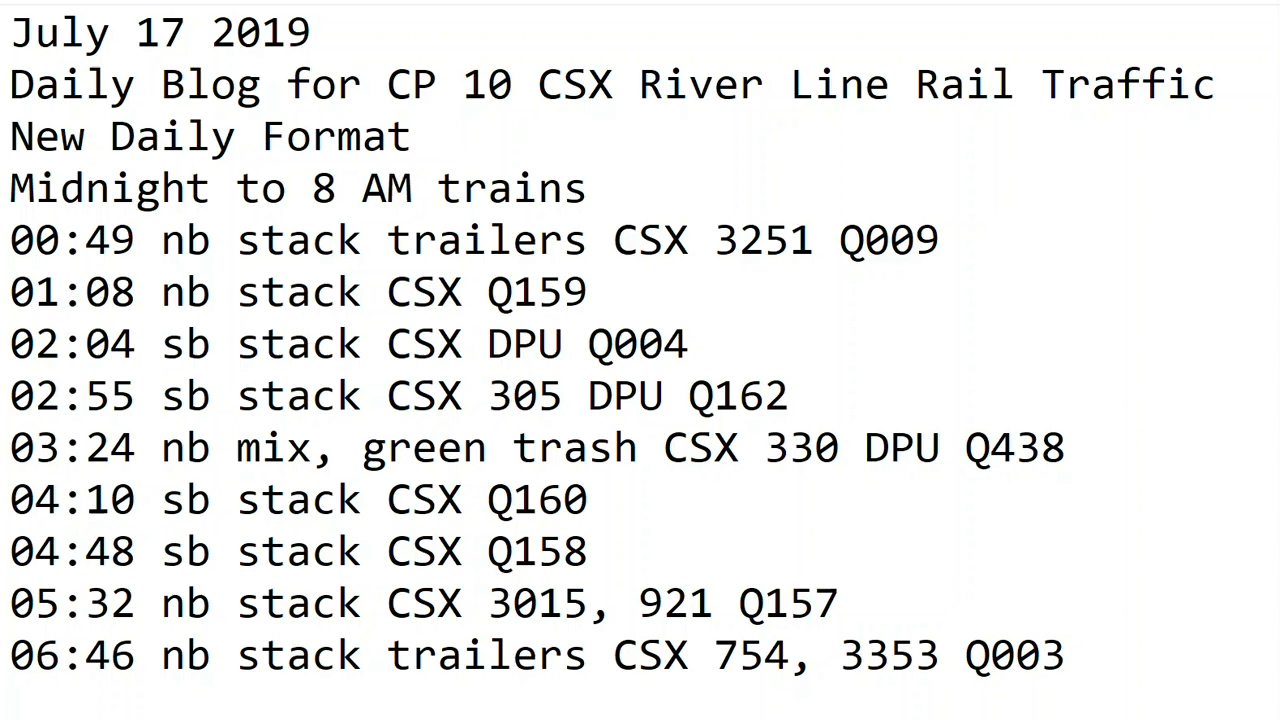 July 17 2019
Daily Blog for CP 10 CSX River Line Rail Traffic
New Daily Format
Midnight to 8 AM trains
00:49 nb stack trailers CSX 3251 Q009
01:08 nb stack CSX Q159
02:04 sb stack CSX DPU Q004
02:55 sb stack CSX 305 DPU Q162
03:24 nb mix, green trash CSX 330 DPU Q438
04:10 sb stack CSX Q160
04:48 sb stack CSX Q158
05:32 nb stack CSX 3015, 921 Q157
06:46 nb stack trailers CSX 754, 3353 Q003